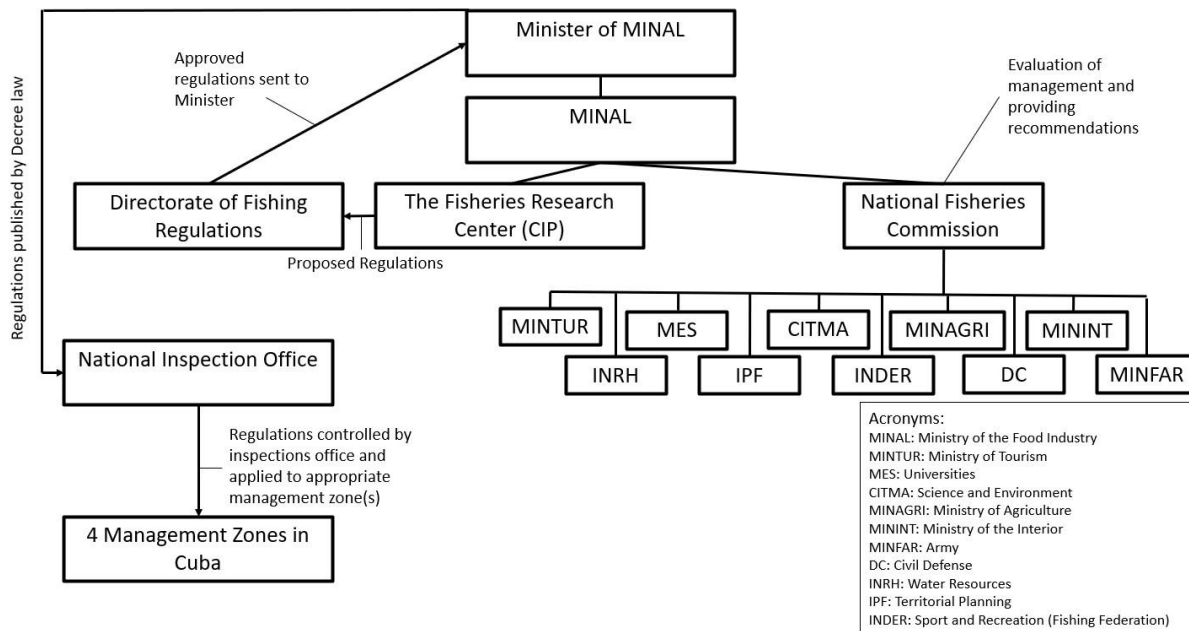 Minister of MINAL
Approved
regulations sent to
Minister
Evaluation of
management and
providing
recommendations
MINAL
Regulations published by Decree law
Directorate of Fishing
Regulations
The Fisheries Research
Center (CIP)
National Fisheries
Commission
Proposed Regulations
MINTUR
MES
CITMA
MINAGRI
MININT
INRH
IPF
INDER
DC
MINFAR
National Inspection Office
Regulations controlled by
inspections office and
applied to appropriate
management zone(s)
4 Management Zones in
Cuba
Acronyms:
MINAL: Ministry of the Food Industry
MINTUR: Ministry of Tourism
MES: Universities
CITMA: Science and Environment
MINAGRI: Ministry of Agriculture
MININT: Ministry of the Interior
MINFAR: Army
DC: Civil Defense
INRH: Water Resources
IPF: Territorial Planning
INDER: Sport and Recreation (Fishing Federation)